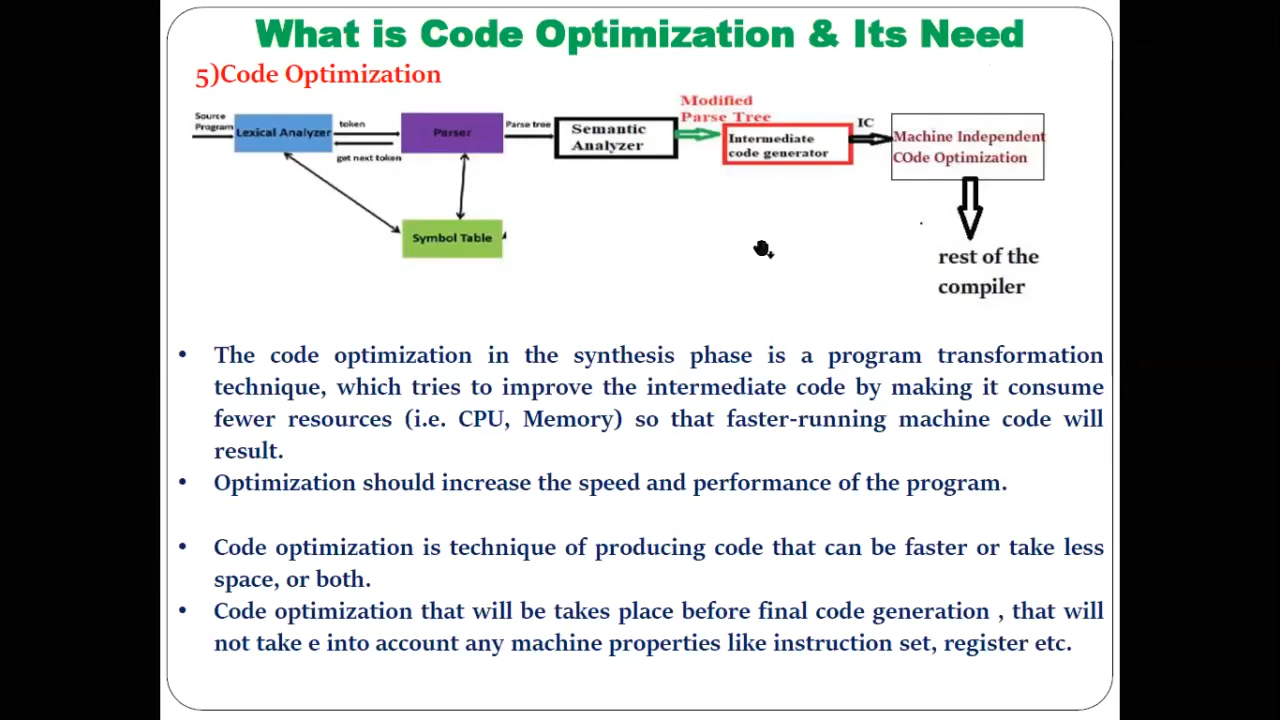 What is Code Optimization & Its Need
5)Code Optimization
Source
Program
Lexical Analyzer
token
get next token
Parser
Parse tree
Semantic
Analyzer
Modified
Parse Tree
Intermediate
code generator
IC
Machine Independent
COde Optimization
Symbol Table
rest of the
compiler
• The code optimization in the synthesis phase is a program transformation
technique, which tries to improve the intermediate code by making it consume
fewer resources (i.e. CPU, Memory) so that faster-running machine code will
result.
• Optimization should increase the speed and performance of the program.
• Code optimization is technique of producing code that can be faster or take less
space, or both.
• Code optimization that will be takes place before final code generation , that will
not take e into account any machine properties like instruction set, register etc.